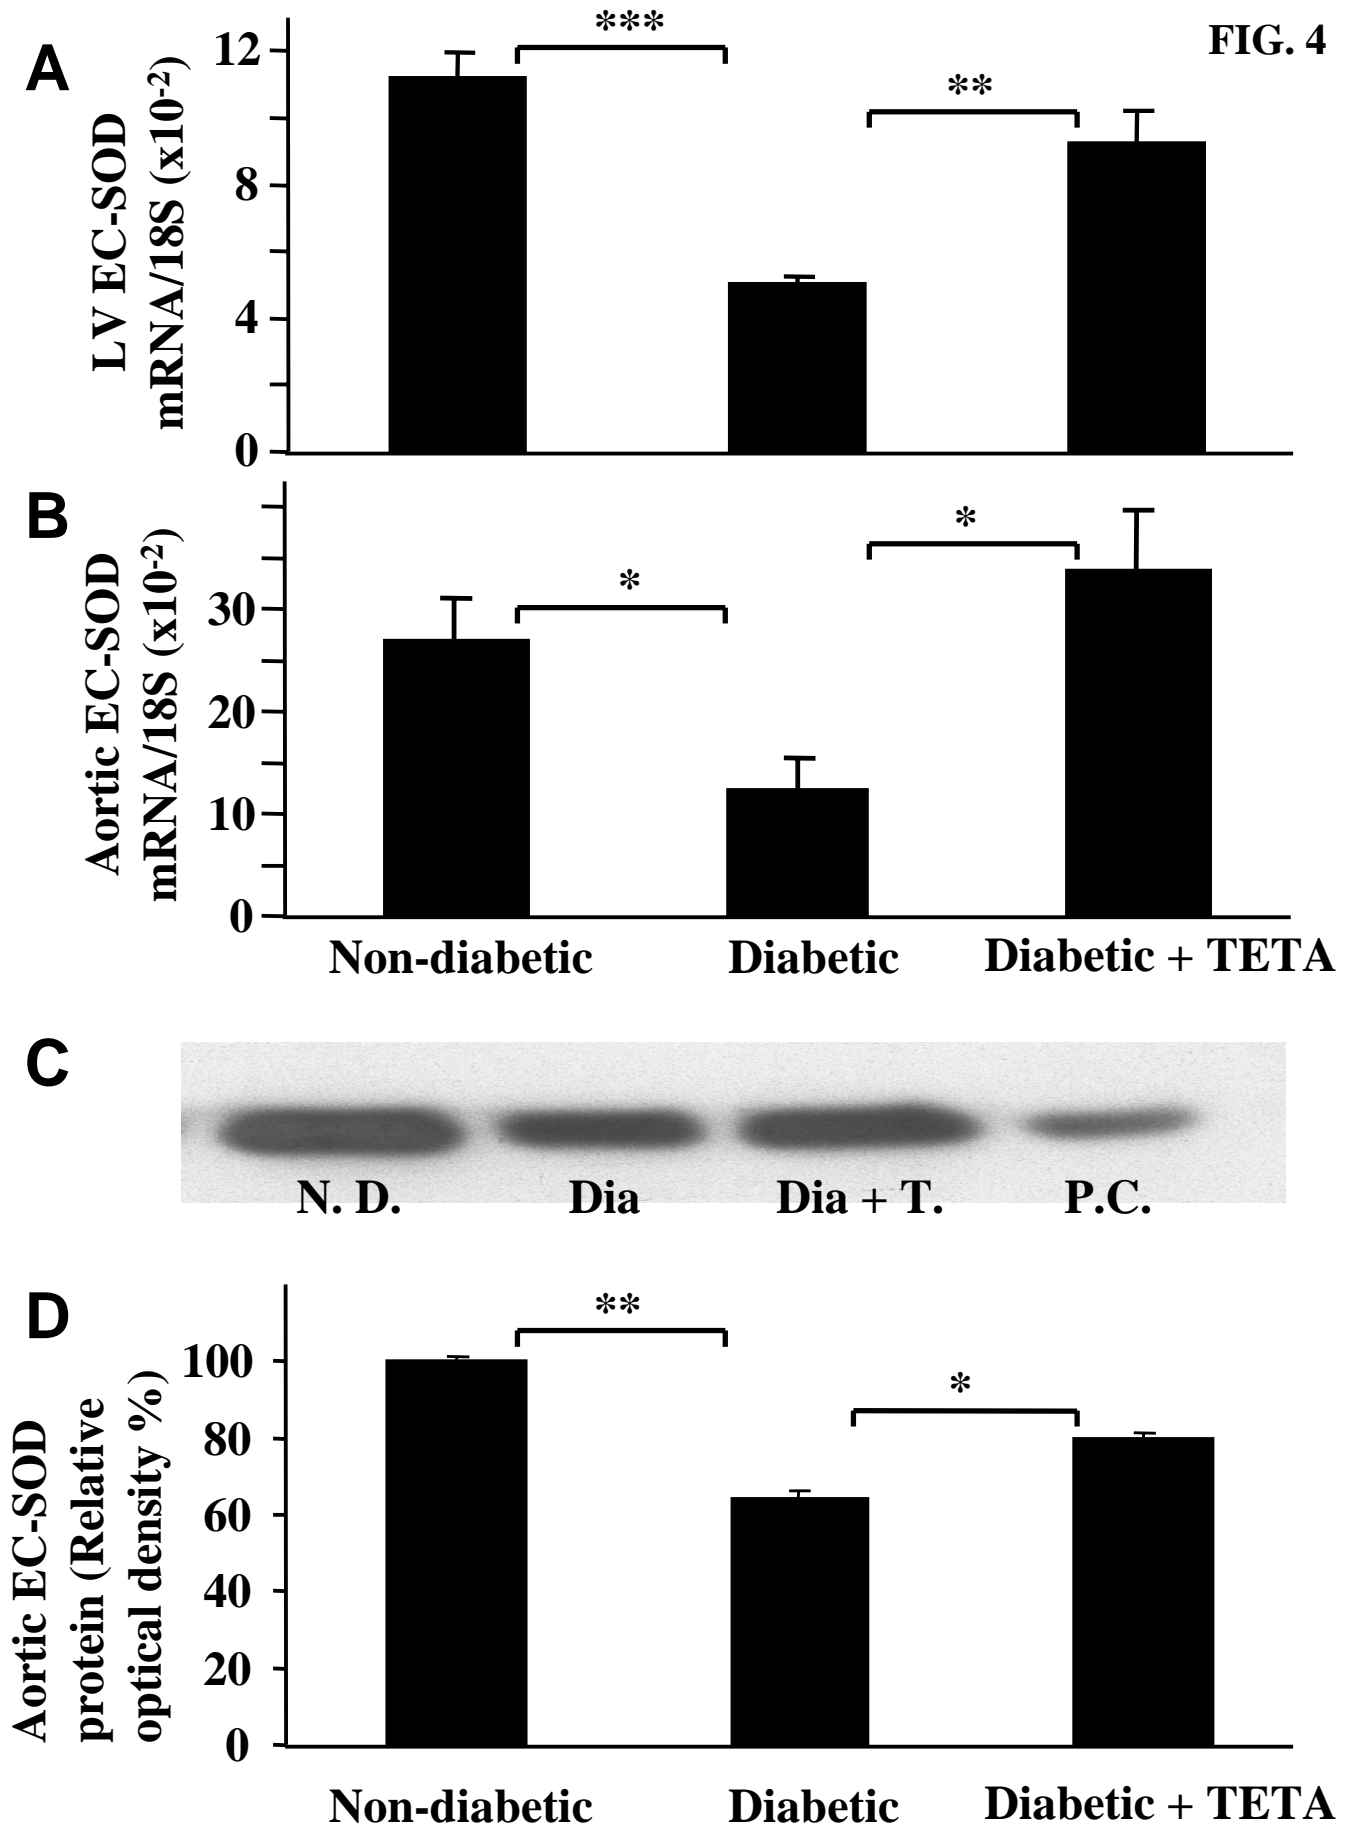 FIG. 4
A
LV EC-SOD
mRNA/18S (x10-2)
12
8
4
0
***
**
B
Aortic EC-SOD
mRNA/18S (x10-2)
30
20
10
0
*
*
Non-diabetic Diabetic Diabetic + TETA
C
N. D. Dia Dia + T. P.C.
D
Aortic EC-SOD
protein (Relative
optical density %)
100
80
60
40
20
0
**
*
Non-diabetic Diabetic Diabetic + TETA